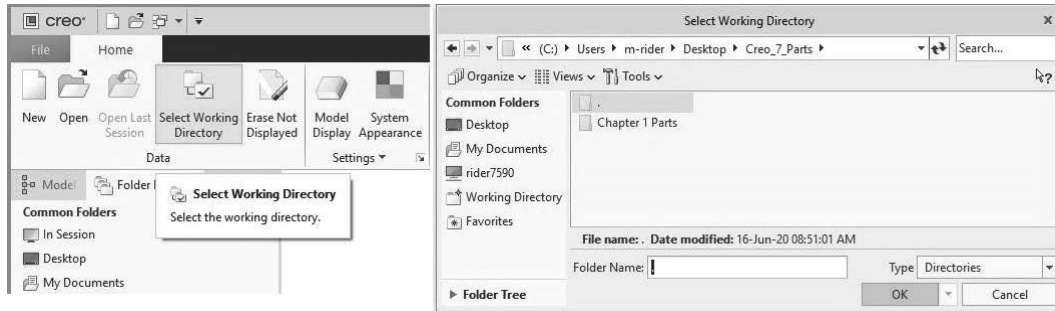 creo
File Home
New Open Open Last Session Select Working Directory Erase Not Displayed Model Display System Appearance
Data Settings
Model Folder
Select Working Directory
Select the working directory.
Common Folders
In Session
Desktop
My Documents
Select Working Directory x
« (C:) Users m-rider Desktop Creo_7_Parts Search...
Organize Views Tools
Common Folders
Desktop
My Documents
rider7590
Working Directory
Favorites
Folder Tree
.
Chapter 1 Parts
File name: . Date modified: 16-Jun-20 08:51:01 AM
Folder Name: Type Directories
OK Cancel